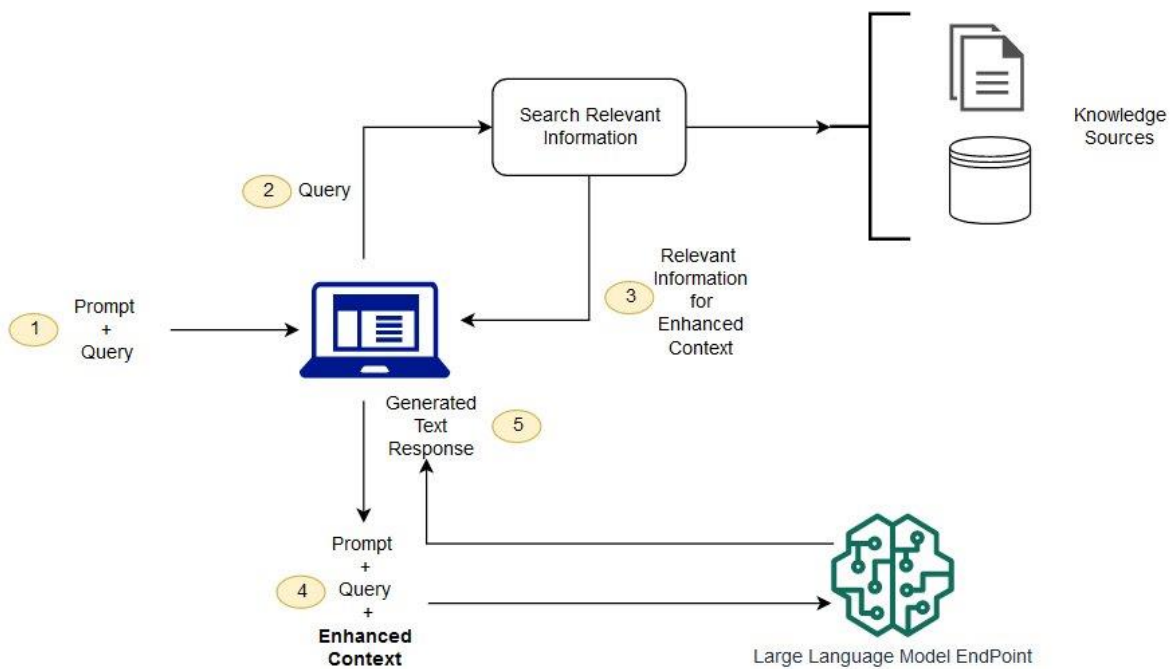 Search Relevant
Information
Knowledge
Sources
2 Query
3 Relevant
Information
for
Enhanced
Context
1 Prompt
+
Query
Generated
Text
Response
5
4 Prompt
+
Query
+
Enhanced
Context
Large Language Model EndPoint